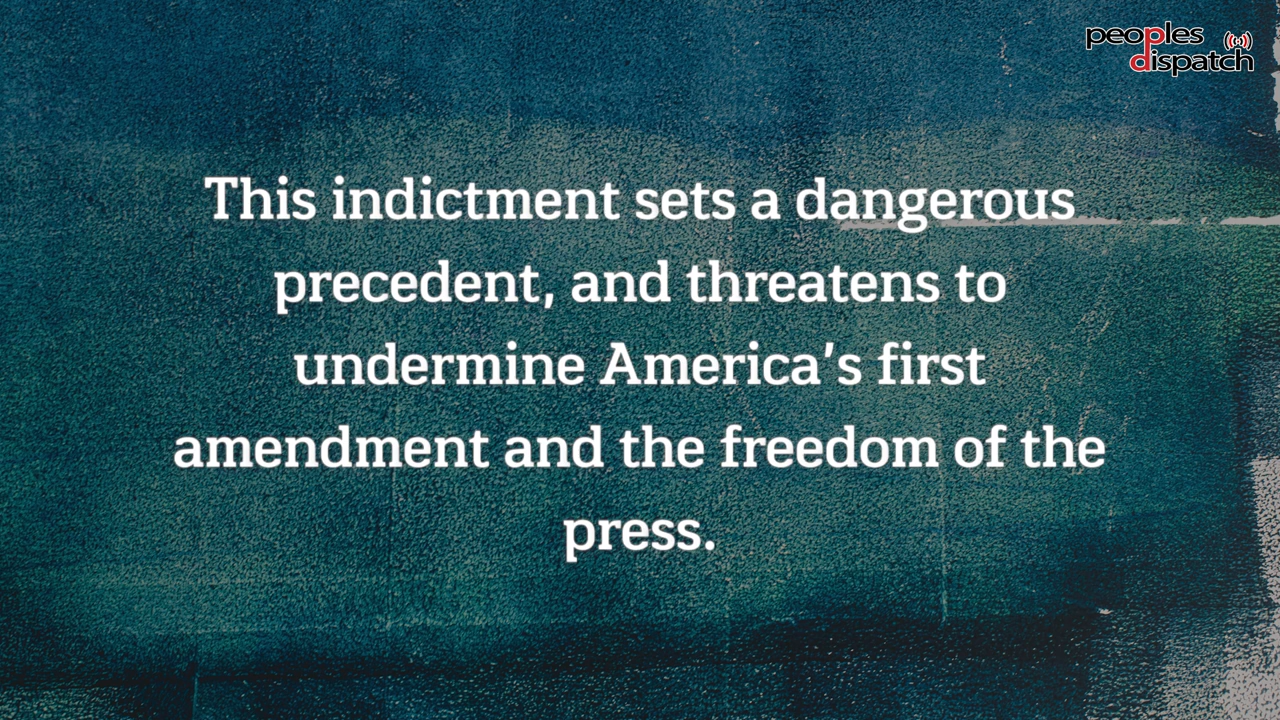 peoples
dispatch
This indictment sets a dangerous
precedent, and threatens to
undermine America’s first
amendment and the freedom of the
press.